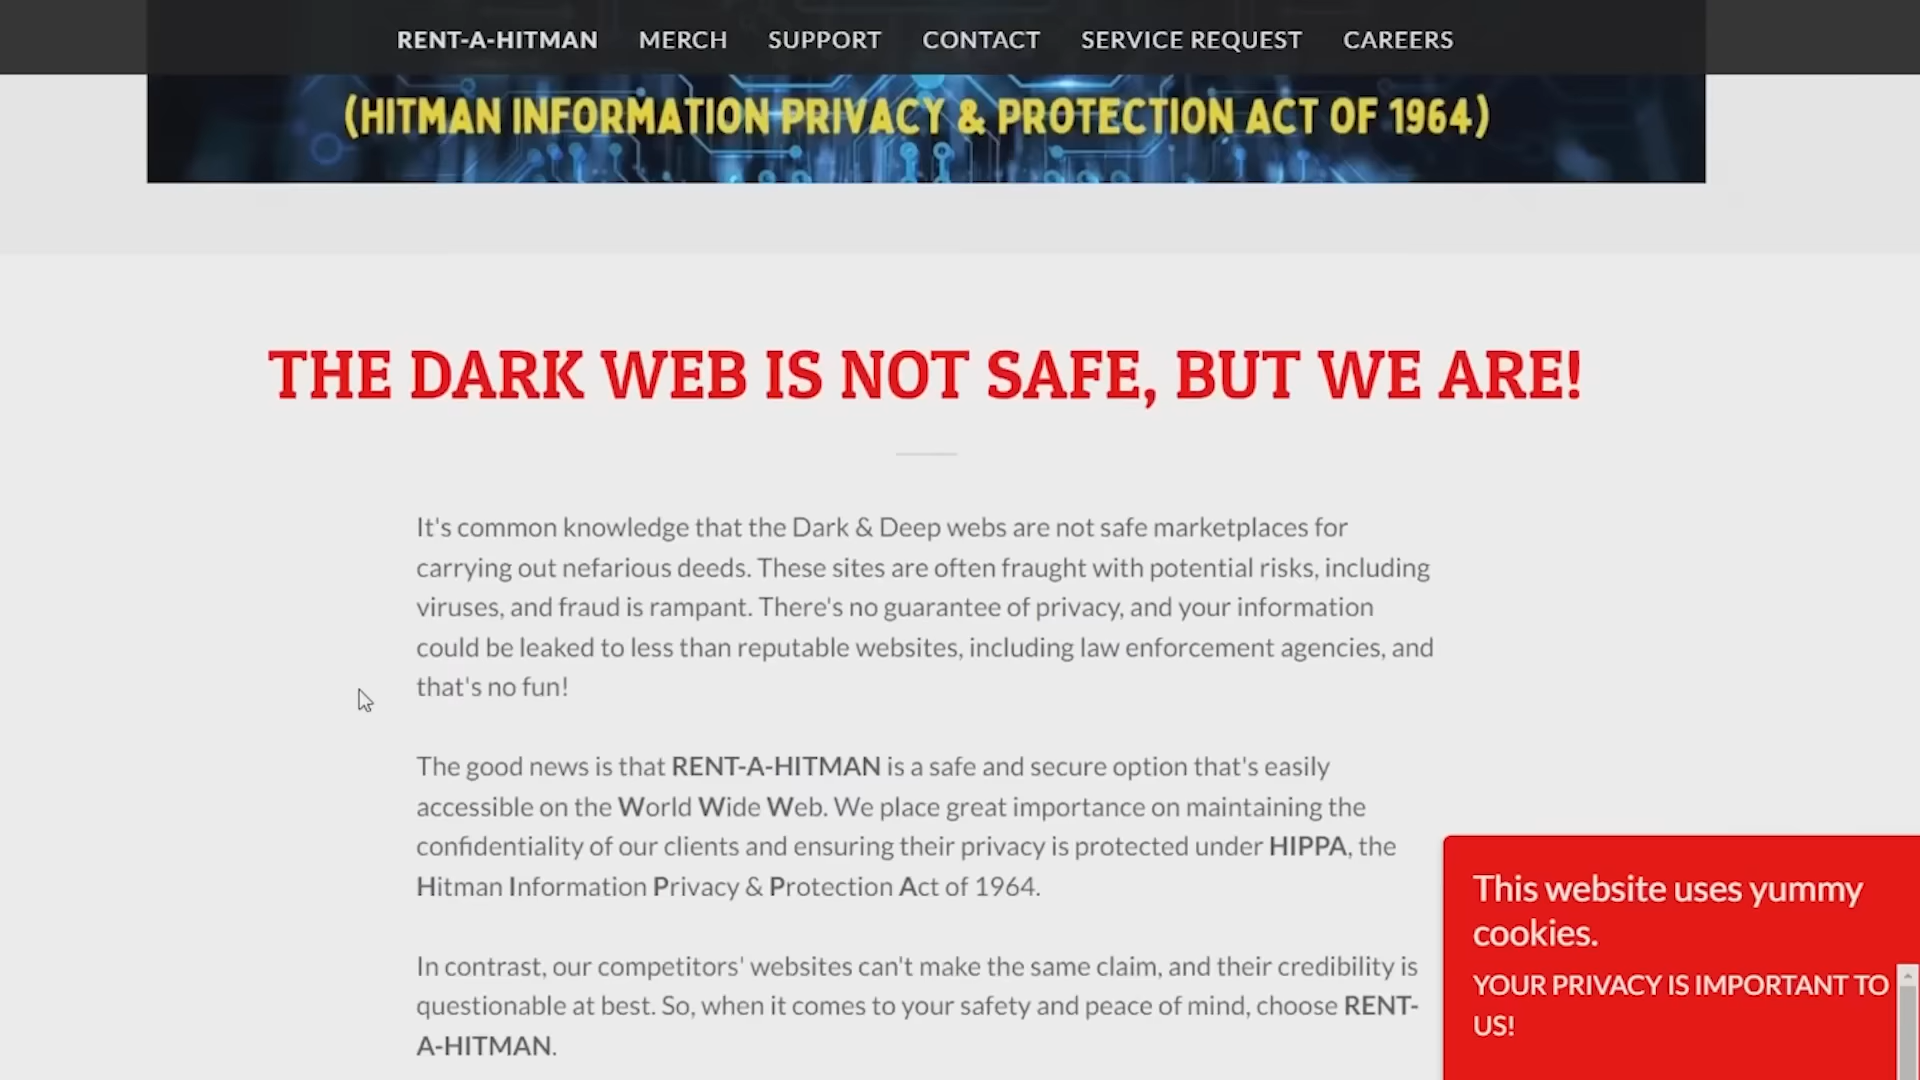 RENT-A-HITMAN MERCH SUPPORT CONTACT SERVICE REQUEST CAREERS
(HITMAN INFORMATION PRIVACY & PROTECTION ACT OF 1964)
THE DARK WEB IS NOT SAFE, BUT WE ARE!
It's common knowledge that the Dark & Deep webs are not safe marketplaces for
carrying out nefarious deeds. These sites are often fraught with potential risks, including
viruses, and fraud is rampant. There's no guarantee of privacy, and your information
could be leaked to less than reputable websites, including law enforcement agencies, and
that's no fun!
The good news is that RENT-A-HITMAN is a safe and secure option that's easily
accessible on the World Wide Web. We place great importance on maintaining the
confidentiality of our clients and ensuring their privacy is protected under HIPPA, the
Hitman Information Privacy & Protection Act of 1964.
In contrast, our competitors' websites can't make the same claim, and their credibility is
questionable at best. So, when it comes to your safety and peace of mind, choose RENT-
A-HITMAN.
This website uses yummy
cookies.
YOUR PRIVACY IS IMPORTANT TO
US!